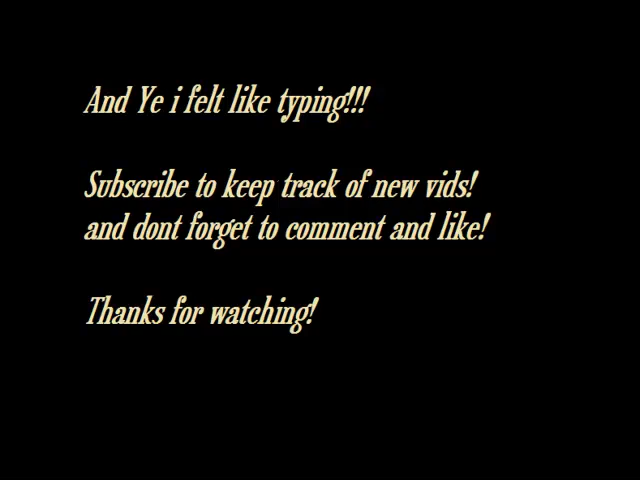 And Ye i felt like typing!!!
Subscribe to keep track of new vids!
and dont forget to comment and like!
Thanks for watching!